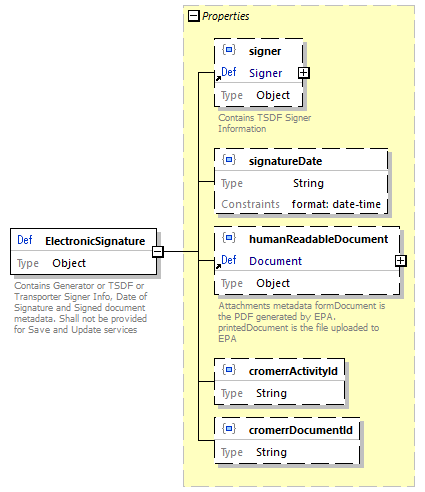 Properties
signer
Def Signer
Type Object
Contains TSDF Signer
Information
signatureDate
Type String
Constraints format: date-time
Def ElectronicSignature
Type Object
Contains Generator or TSDF or
Transporter Signer Info, Date of
Signature and Signed document
metadata. Shall not be provided
for Save and Update services
humanReadableDocument
Def Document
Type Object
Attachments metadata formDocument is
the PDF generated by EPA.
printedDocument is the file uploaded to
EPA
cromerrActivityId
Type String
cromerrDocumentId
Type String